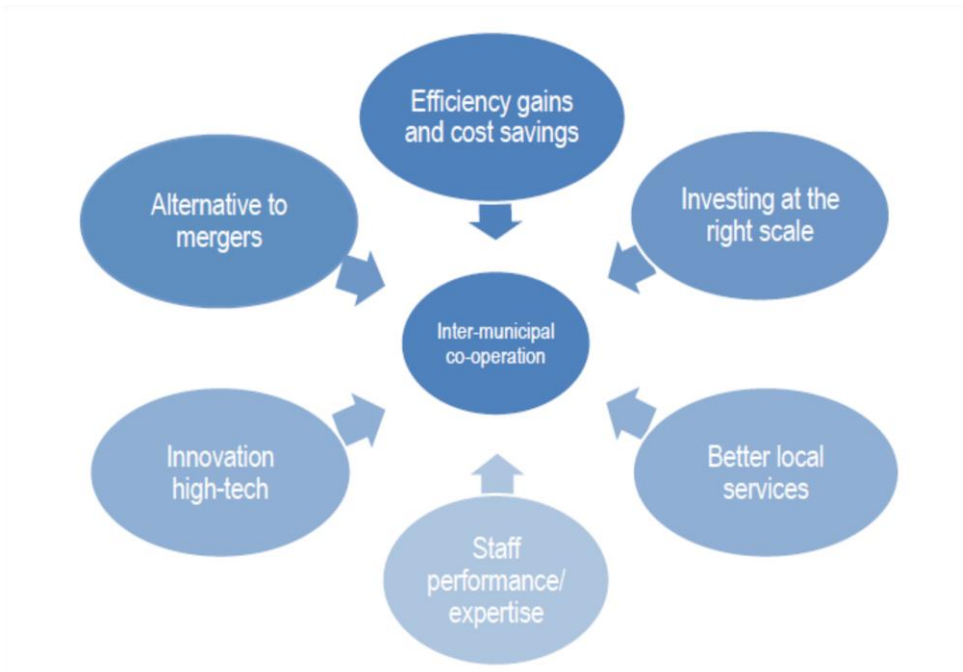 Efficiency gains
and cost savings
Alternative to
mergers
Investing at the
right scale
Inter-municipal
co-operation
Innovation
high-tech
Better local
services
Staff
performance/
expertise